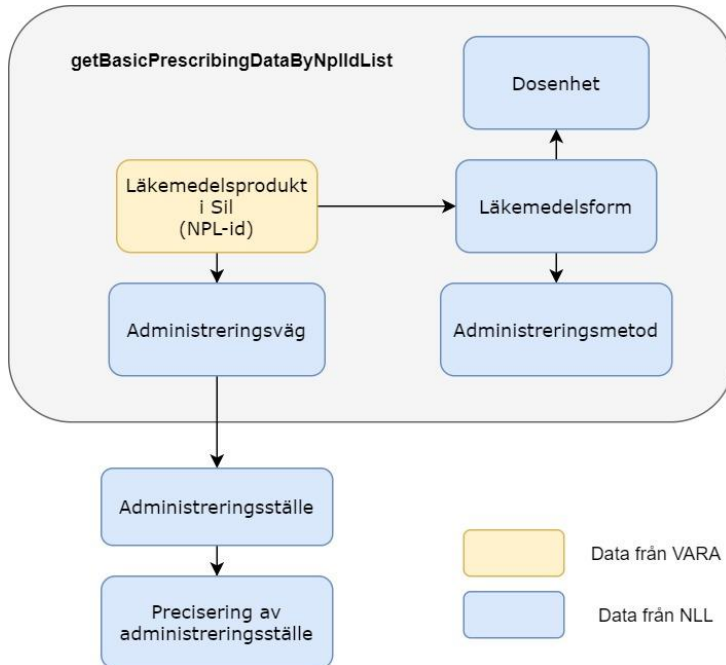 getBasicPrescribingDataByNplIdList
Dosenhet
Läkemedelsprodukt
i Sil
(NPL-id)
Läkemedelsform
Administreringsväg
Administreringsmetod
Administreringsställe
Precisering av
administreringsställe
Data från VARA
Data från NLL